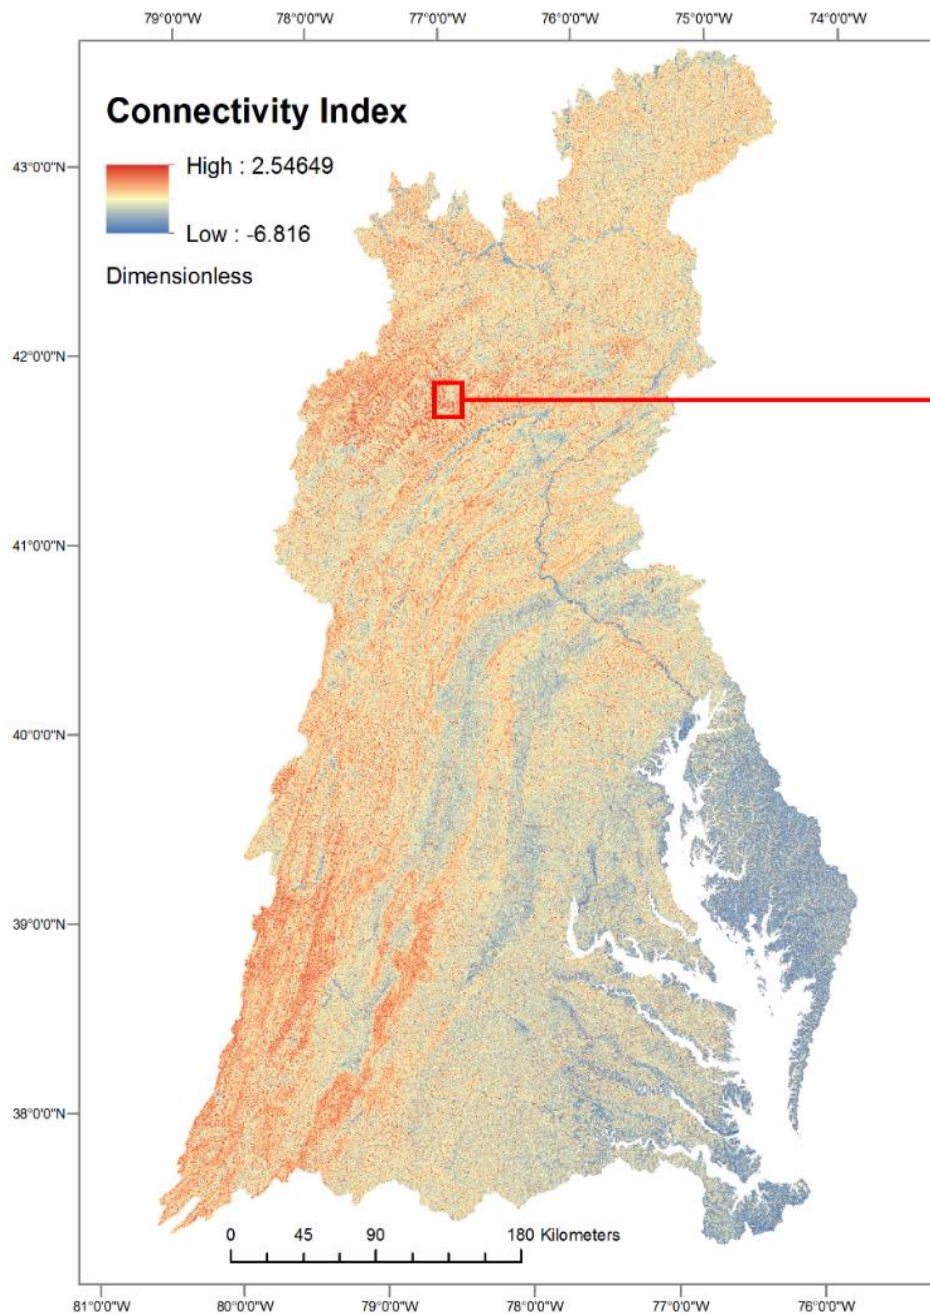 79°0'0"W 78°0'0"W 77°0'0"W 76°0'0"W 75°0'0"W 74°0'0"W
Connectivity Index
High : 2.54649
Low : -6.816
Dimensionless
43°0'0"N
42°0'0"N
41°0'0"N
40°0'0"N
39°0'0"N
38°0'0"N
0 45 90 180 Kilometers
81°0'0"W 80°0'0"W 79°0'0"W 78°0'0"W 77°0'0"W 76°0'0"W